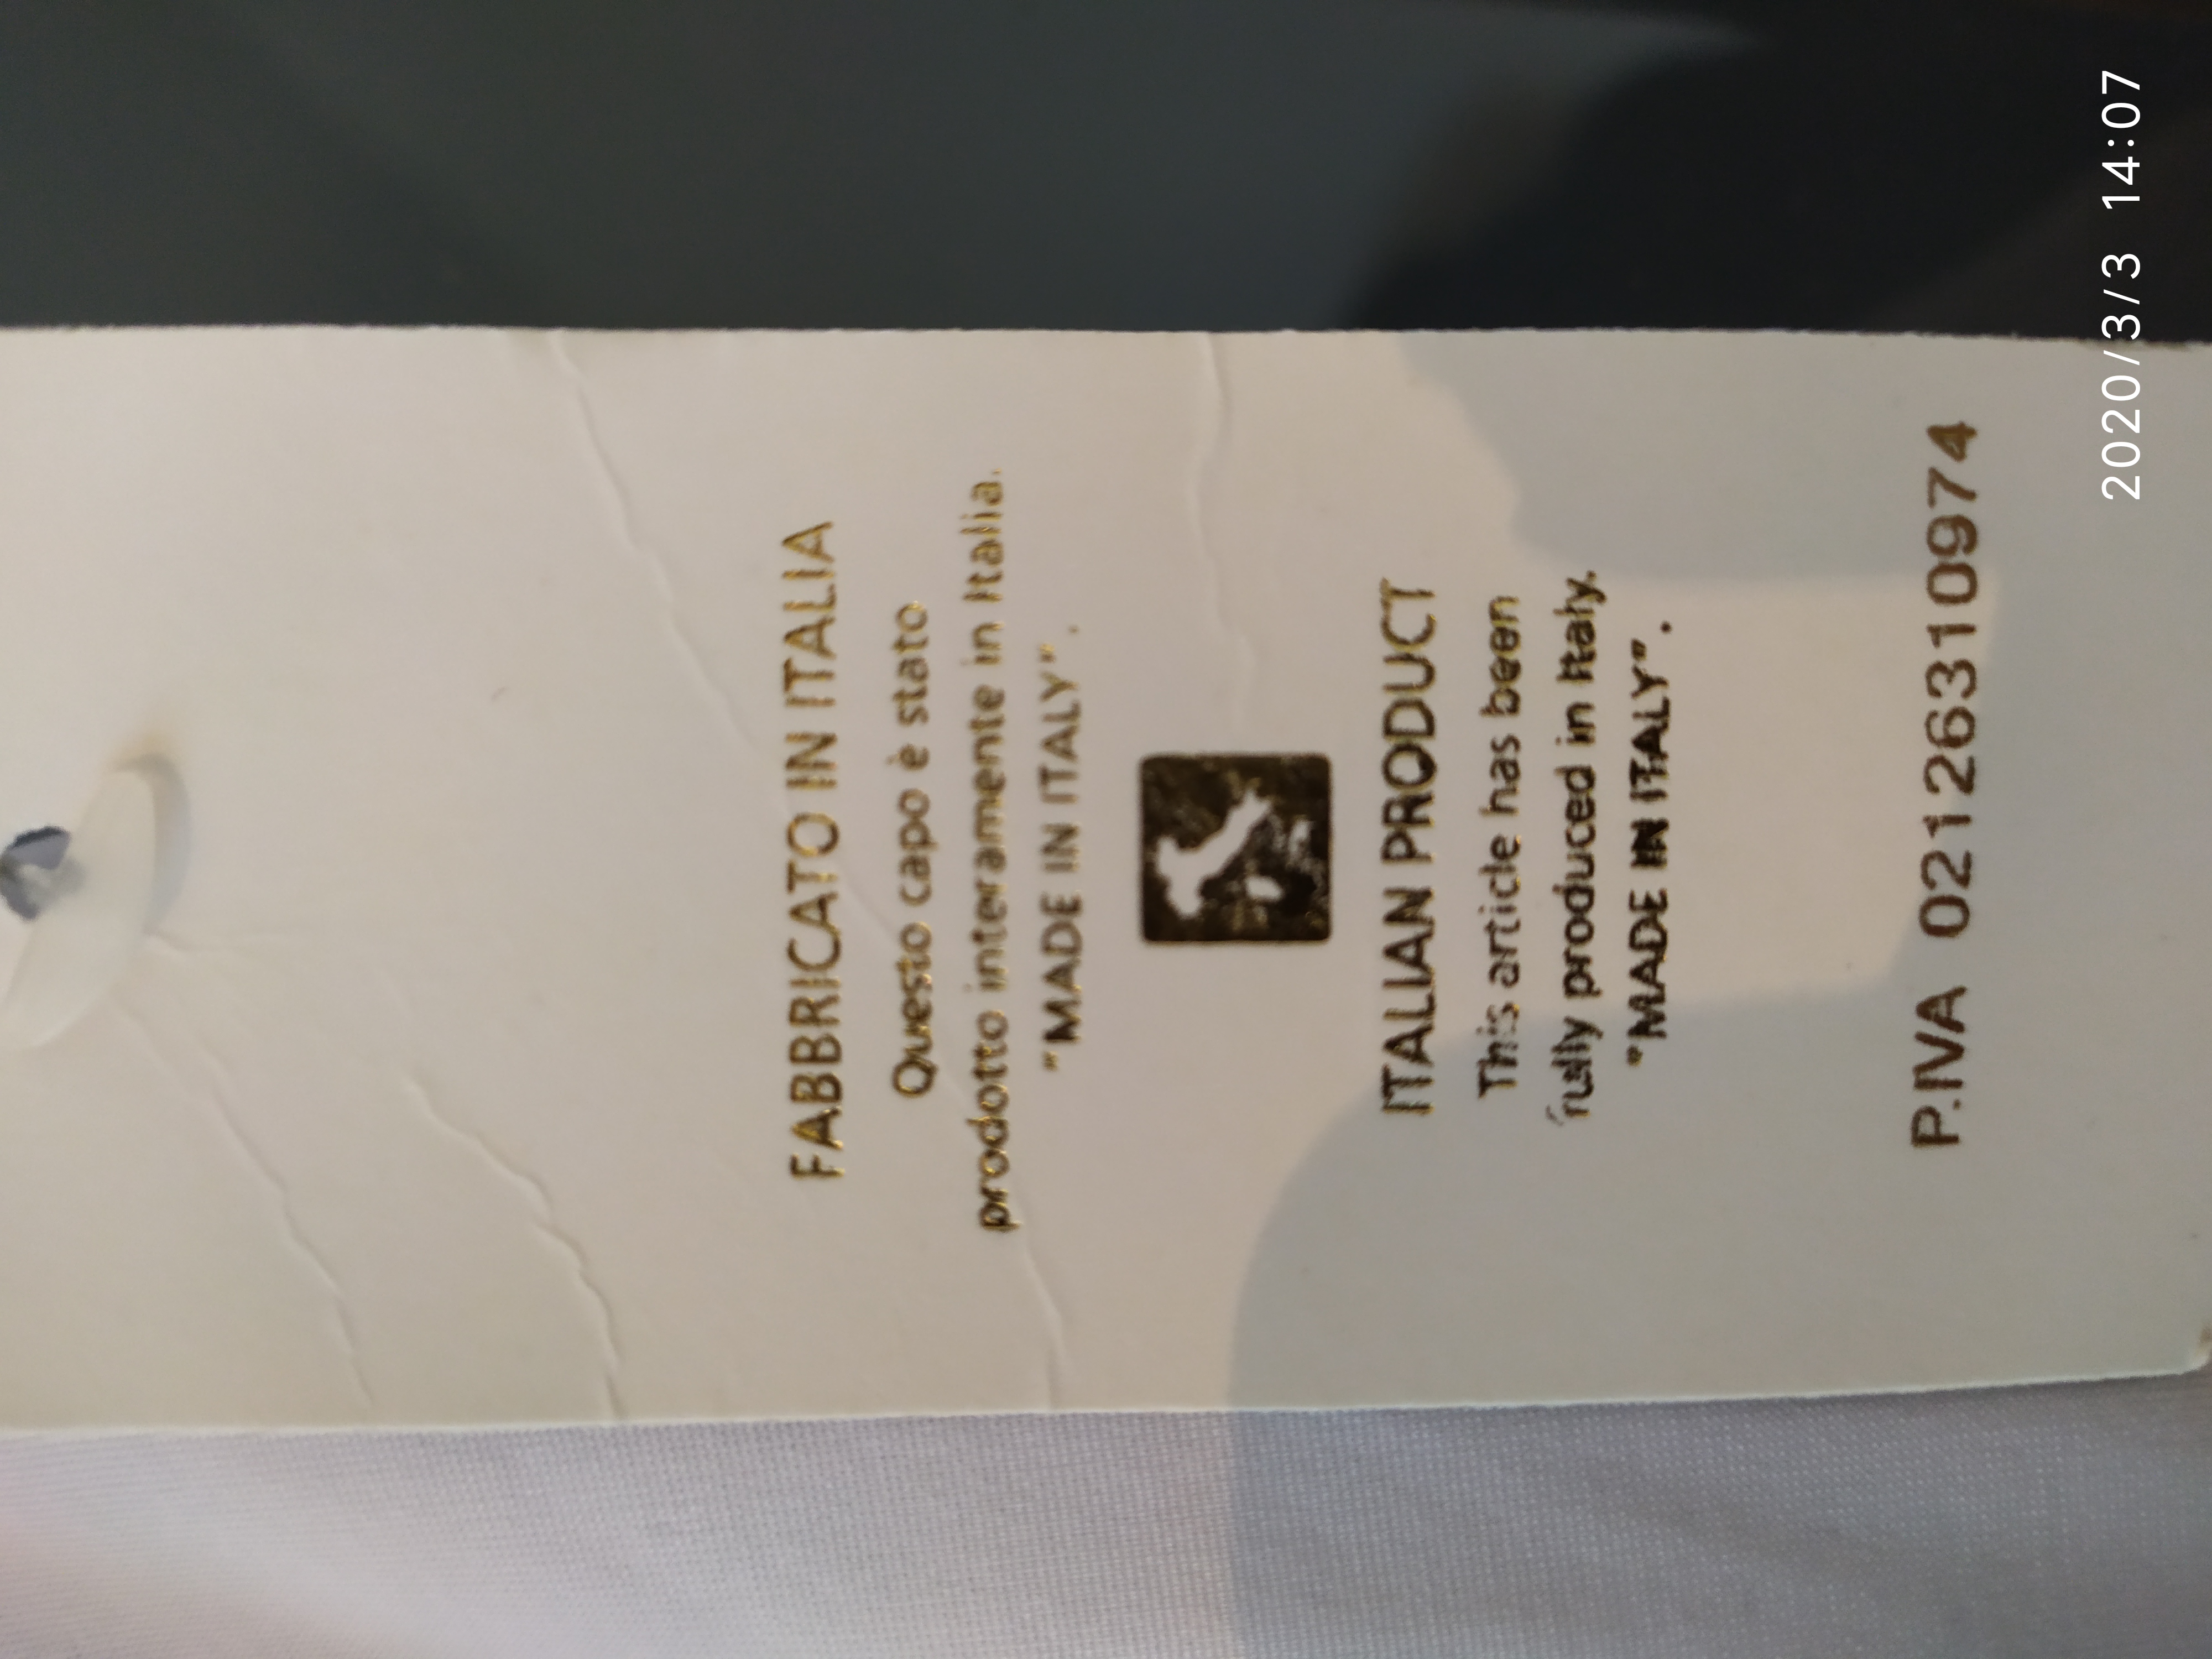 FABBRICATO IN ITALIA
Questo capo è stato
prodotto interamente in Italia.
"MADE IN ITALY".
ITALIAN PRODUCT
This article has been
fully produced in Italy.
"MADE IN ITALY".
P.IVA 02126310974
2020/3/3 14:07